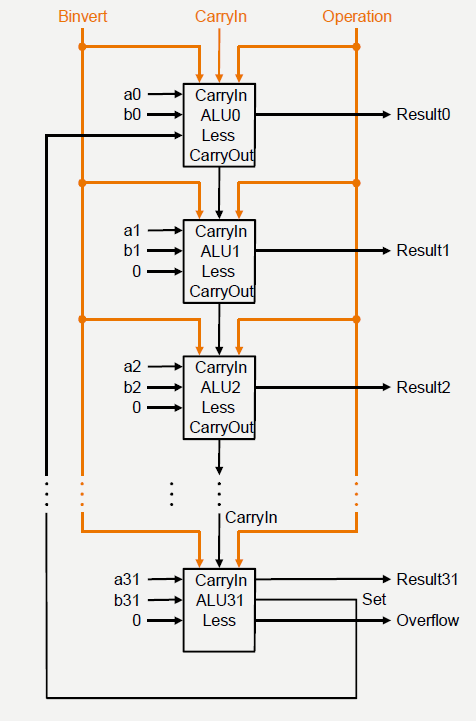 Binvert CarryIn Operation
a0 CarryIn
b0 ALU0 Result0
Less
CarryOut
a1 CarryIn
b1 ALU1 Result1
0 Less
CarryOut
a2 CarryIn
b2 ALU2 Result2
0 Less
CarryOut
CarryIn
a31 CarryIn Result31
b31 ALU31 Set
0 Less Overflow